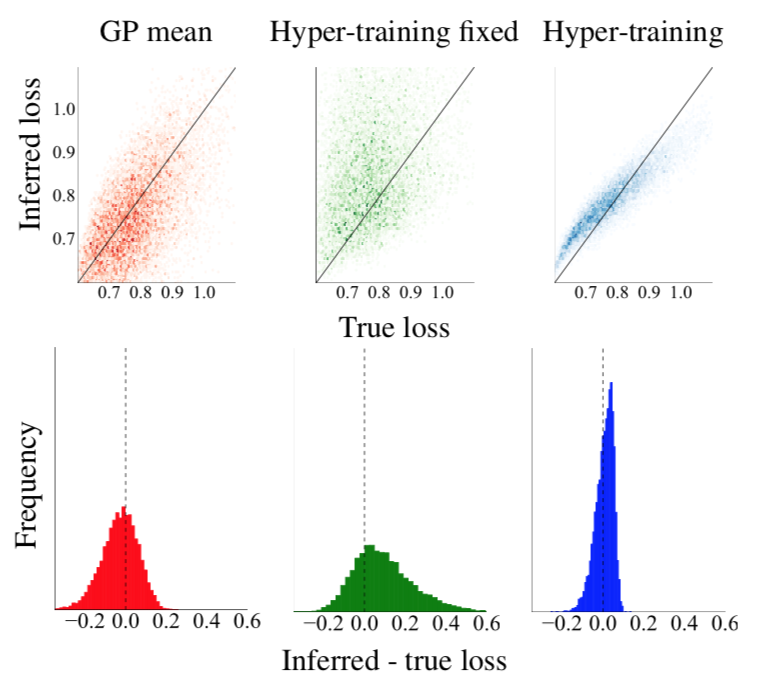 GP mean Hyper-training fixed Hyper-training
Inferred loss
1.0
0.9
0.8
0.7
0.7 0.8 0.9 1.0 0.7 0.8 0.9 1.0 0.7 0.8 0.9 1.0
True loss
Frequency
−0.2 0.0 0.2 0.4 0.6 −0.2 0.0 0.2 0.4 0.6 −0.2 0.0 0.2 0.4 0.6
Inferred - true loss